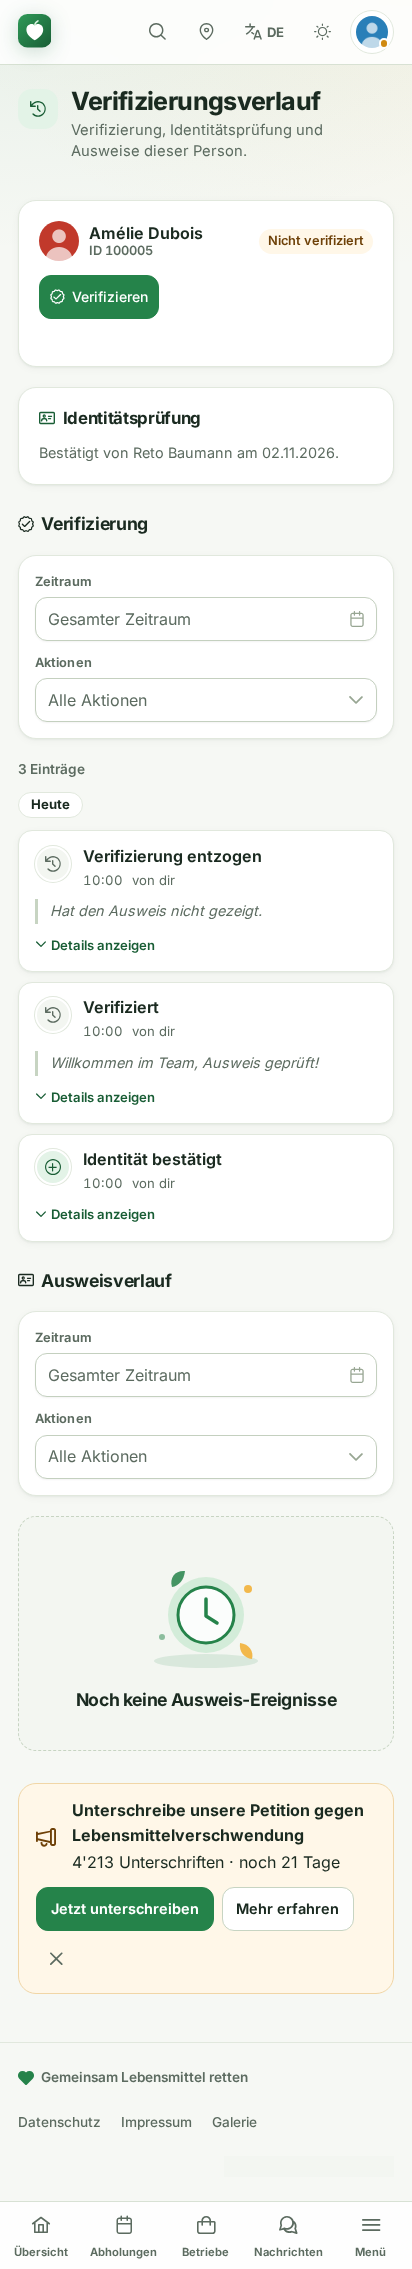 DE
Verifizierungsverlauf
Verifizierung, Identitätsprüfung und
Ausweise dieser Person.
Amélie Dubois
ID 100005
Nicht verifiziert
Verifizieren
Identitätsprüfung
Bestätigt von Reto Baumann am 02.11.2026.
Verifizierung
Zeitraum
Gesamter Zeitraum
Aktionen
Alle Aktionen
3 Einträge
Heute
Verifizierung entzogen
10:00 von dir
Hat den Ausweis nicht gezeigt.
Details anzeigen
Verifiziert
10:00 von dir
Willkommen im Team, Ausweis geprüft!
Details anzeigen
Identität bestätigt
10:00 von dir
Details anzeigen
Ausweisverlauf
Zeitraum
Gesamter Zeitraum
Aktionen
Alle Aktionen
Noch keine Ausweis-Ereignisse
Unterschreibe unsere Petition gegen
Lebensmittelverschwendung
4'213 Unterschriften · noch 21 Tage
Jetzt unterschreiben
Mehr erfahren
Gemeinsam Lebensmittel retten
Datenschutz Impressum Galerie
Übersicht Abholungen Betriebe Nachrichten Menü